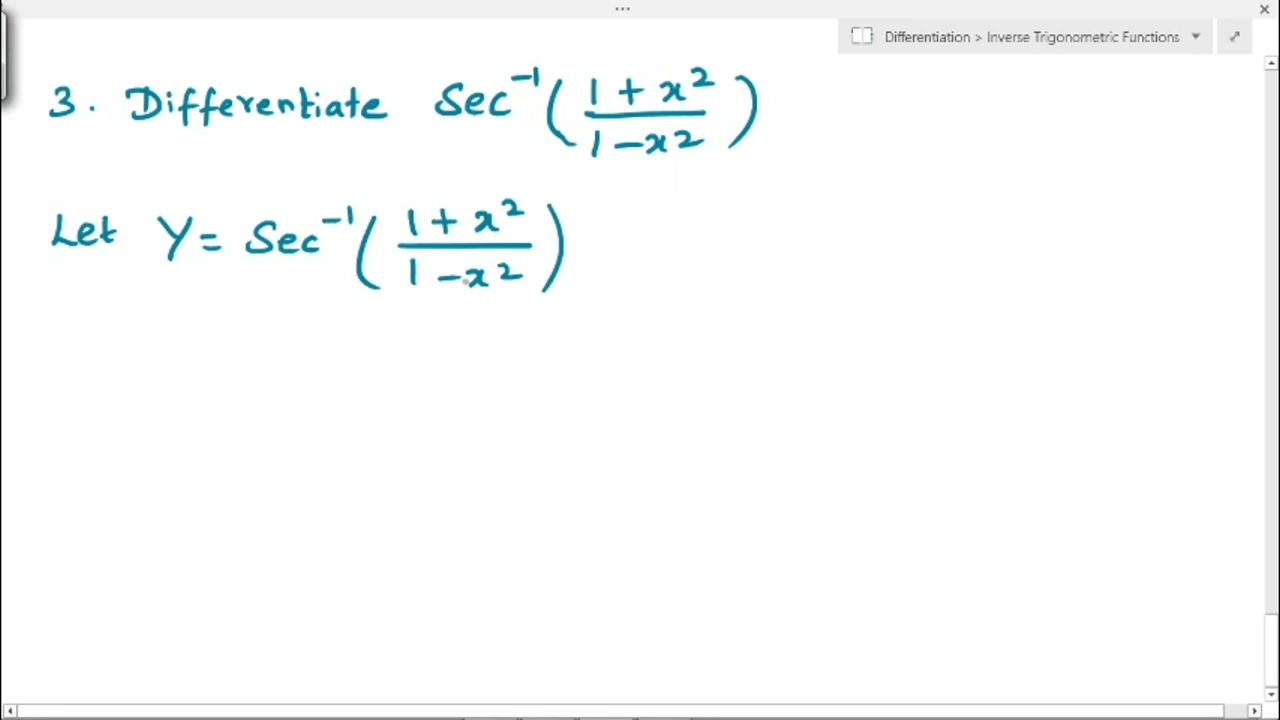 Differentiation > Inverse Trigonometric Functions
3. Differentiate Sec⁻¹((1 + x²)/(1 - x²))
Let Y = Sec⁻¹((1 + x²)/(1 - x²))